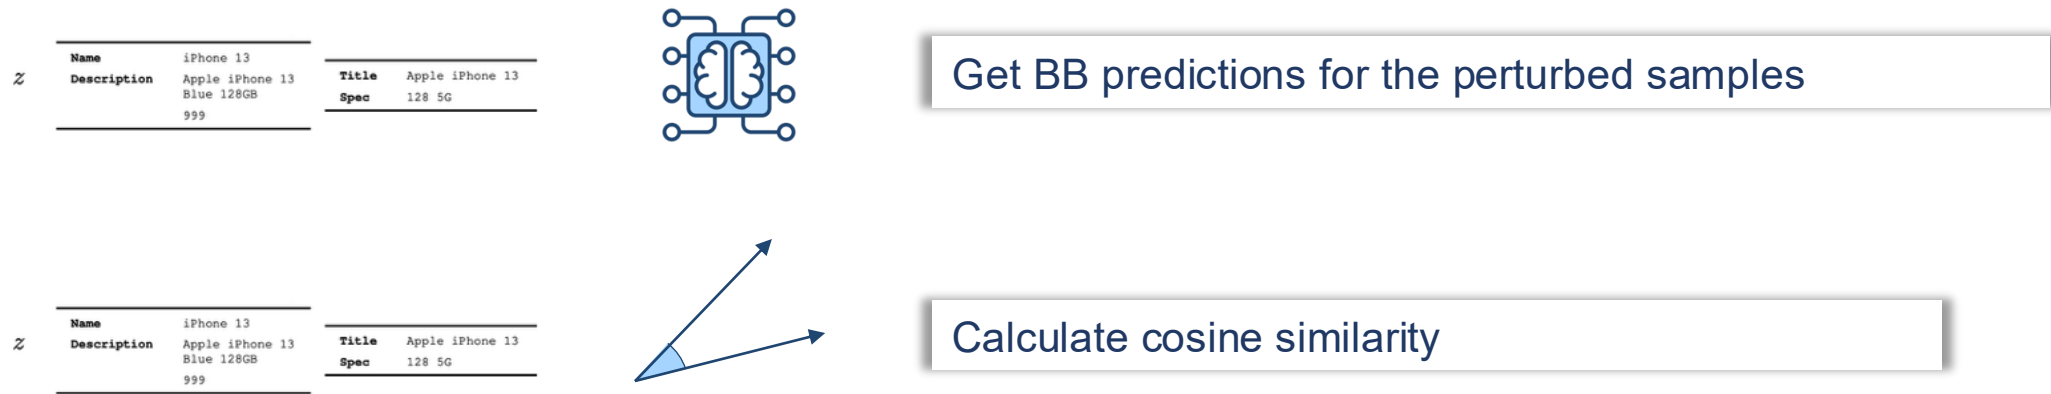 z
Name iPhone 13
Description Apple iPhone 13
Blue 128GB
999
Title Apple iPhone 13
Spec 128 5G
Get BB predictions for the perturbed samples
z
Name iPhone 13
Description Apple iPhone 13
Blue 128GB
999
Title Apple iPhone 13
Spec 128 5G
Calculate cosine similarity